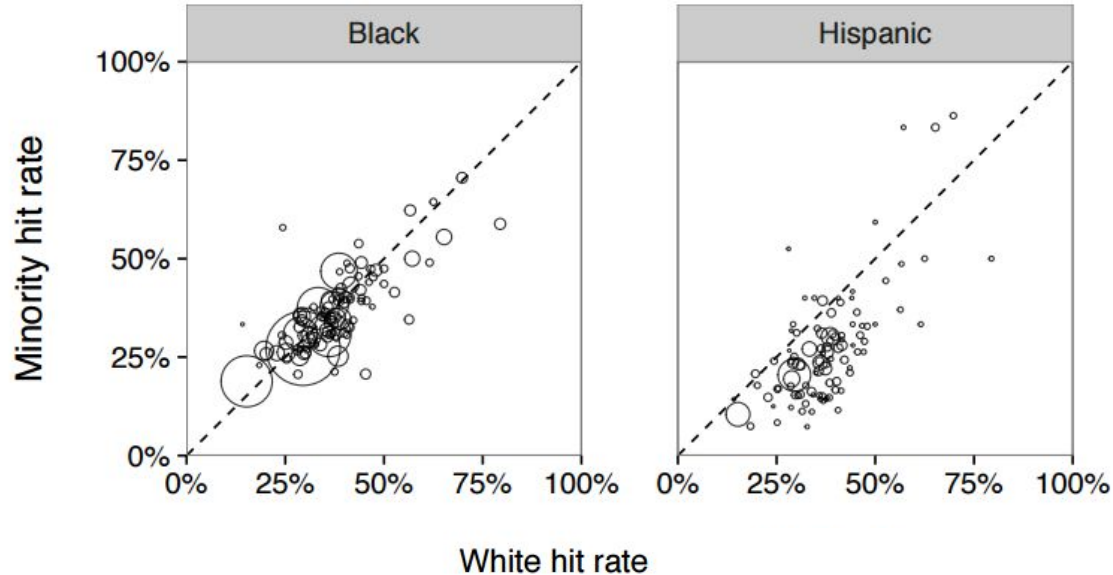 Black
Hispanic
Minority hit rate
100%
75%
50%
25%
0%
0% 25% 50% 75% 100%
0% 25% 50% 75% 100%
White hit rate